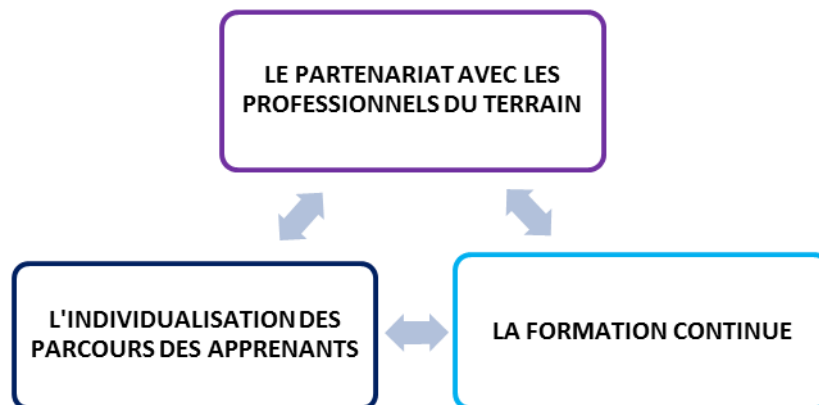 LE PARTENARIAT AVEC LES
PROFESSIONNELS DU TERRAIN
L'INDIVIDUALISATION DES
PARCOURS DES APPRENANTS
LA FORMATION CONTINUE